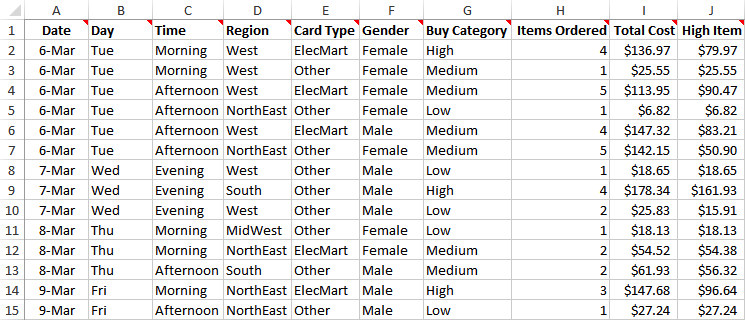 A B C D E F G H I J
1 Date Day Time Region Card Type Gender Buy Category Items Ordered Total Cost High Item
2 6-Mar Tue Morning West ElecMart Female High 4 $136.97 $79.97
3 6-Mar Tue Morning West Other Female Medium 1 $25.55 $25.55
4 6-Mar Tue Afternoon West ElecMart Female Medium 5 $113.95 $90.47
5 6-Mar Tue Afternoon NorthEast Other Female Low 1 $6.82 $6.82
6 6-Mar Tue Afternoon West ElecMart Male Medium 4 $147.32 $83.21
7 6-Mar Tue Afternoon NorthEast Other Female Medium 5 $142.15 $50.90
8 7-Mar Wed Evening West Other Male Low 1 $18.65 $18.65
9 7-Mar Wed Evening South Other Male High 4 $178.34 $161.93
10 7-Mar Wed Evening West Other Male Low 2 $25.83 $15.91
11 8-Mar Thu Morning MidWest Other Female Low 1 $18.13 $18.13
12 8-Mar Thu Morning NorthEast ElecMart Female Medium 2 $54.52 $54.38
13 8-Mar Thu Afternoon South Other Male Medium 2 $61.93 $56.32
14 9-Mar Fri Morning NorthEast ElecMart Male High 3 $147.68 $96.64
15 9-Mar Fri Afternoon NorthEast Other Male Low 1 $27.24 $27.24